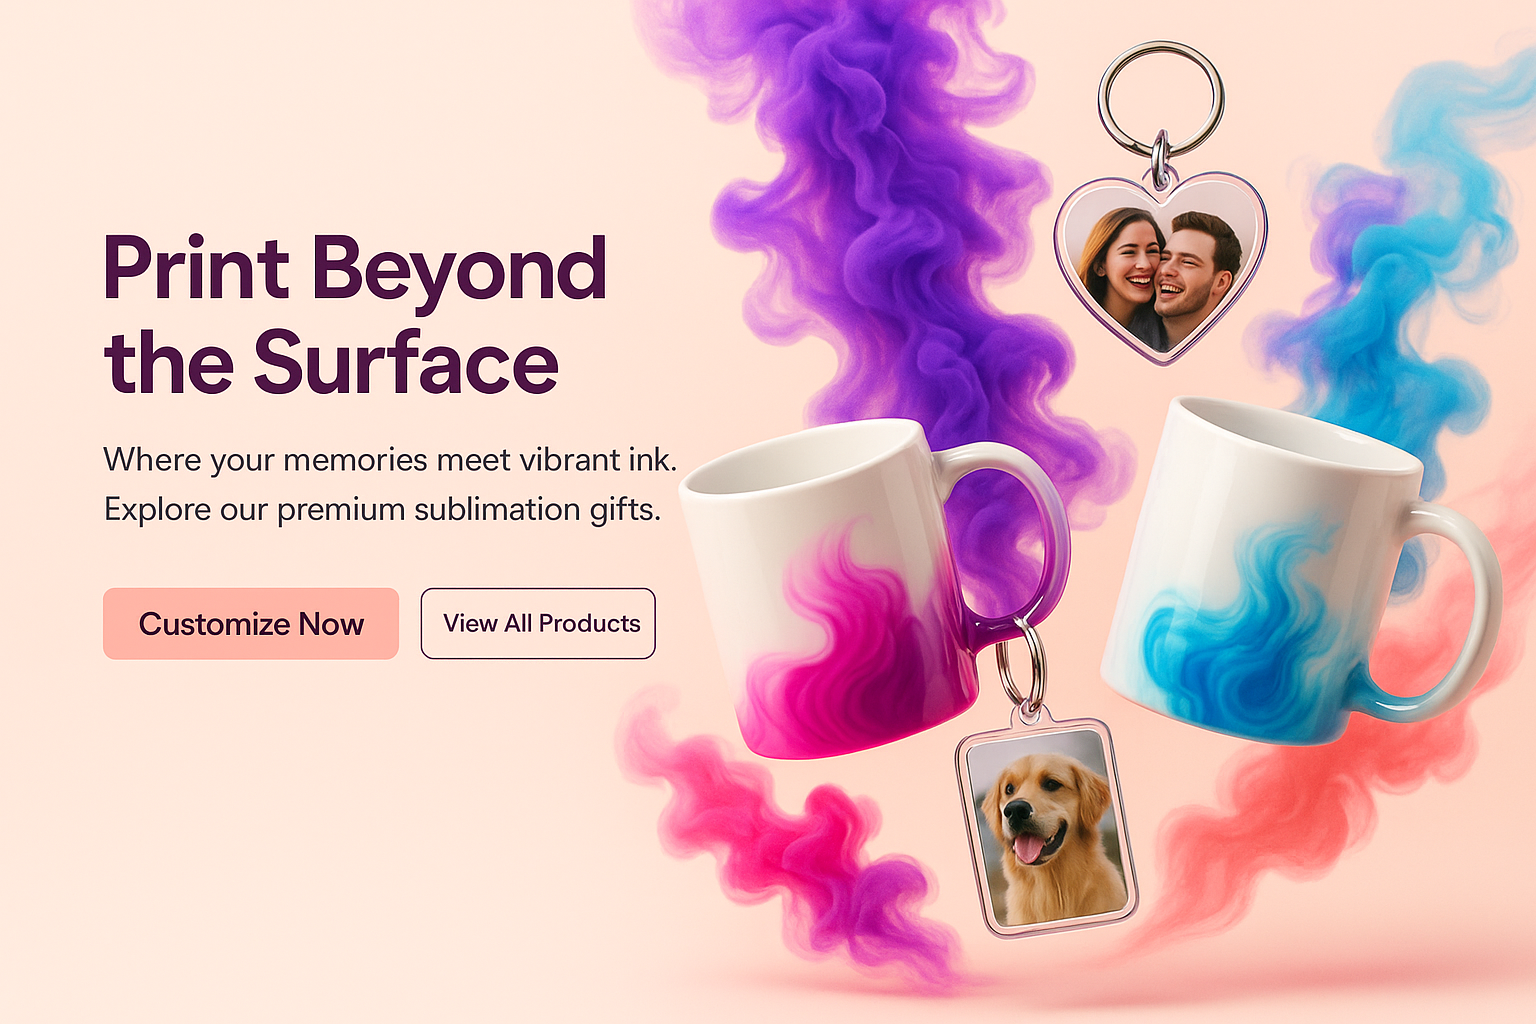 Print Beyond
the Surface
Where your memories meet vibrant ink.
Explore our premium sublimation gifts.
Customize Now
View All Products